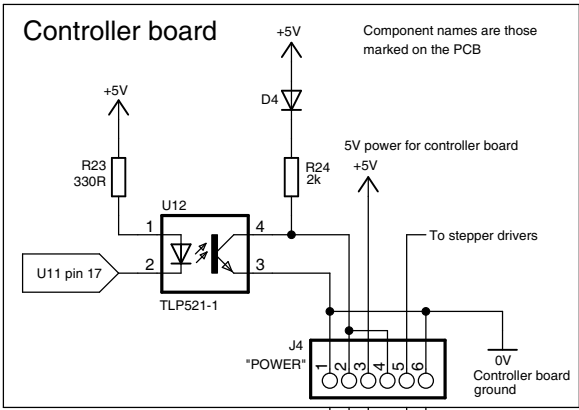 Controller board
Component names are those
marked on the PCB
+5V
D4
+5V
5V power for controller board
+5V
R23
330R
R24
2k
U12
1
4
2
3
U11 pin 17
TLP521-1
To stepper drivers
J4
"POWER"
1
2
3
4
5
6
0V
Controller board
ground